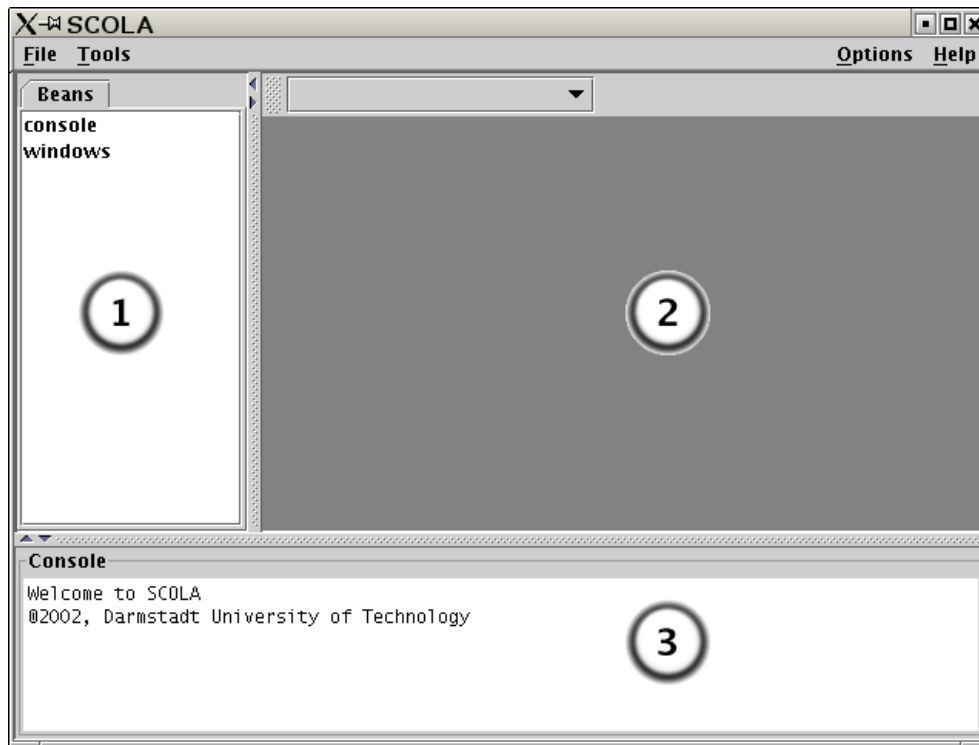 SCOLA
File Tools Options Help
Beans
console
windows
1
2
Console
Welcome to SCOLA
@2002, Darmstadt University of Technology
3